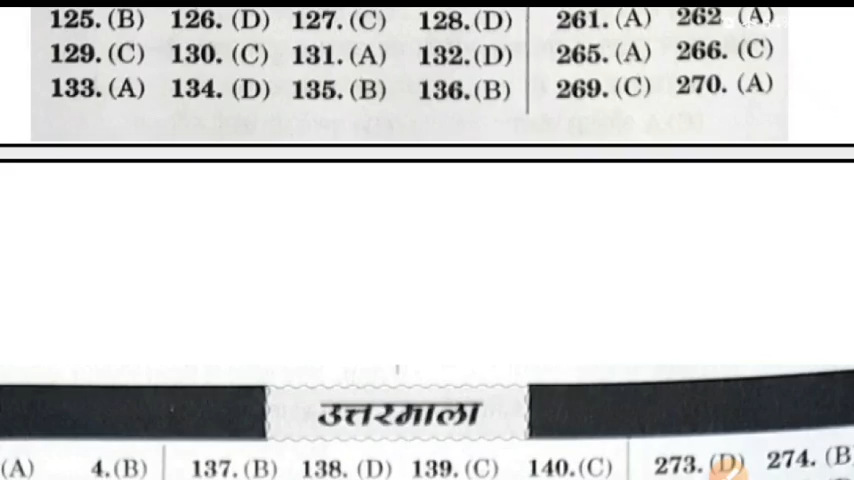 125. (B) 126. (D) 127. (C) 128. (D) 261. (A) 262 (A)
129. (C) 130. (C) 131. (A) 132. (D) 265. (A) 266. (C)
133. (A) 134. (D) 135. (B) 136. (B) 269. (C) 270. (A)
उत्तरमाला
(A) 4. (B) 137. (B) 138. (D) 139. (C) 140. (C) 273. (D) 274. (B